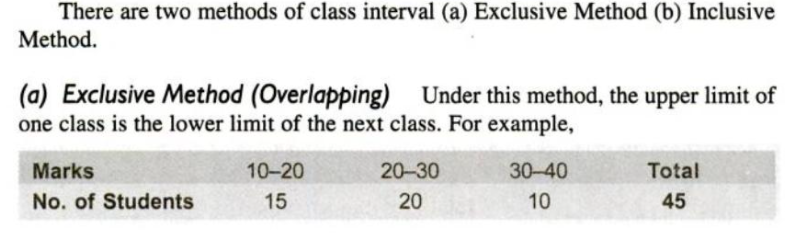 There are two methods of class interval (a) Exclusive Method (b) Inclusive
Method.
(a) Exclusive Method (Overlapping) Under this method, the upper limit of
one class is the lower limit of the next class. For example,
Marks 10–20 20–30 30–40 Total
No. of Students 15 20 10 45